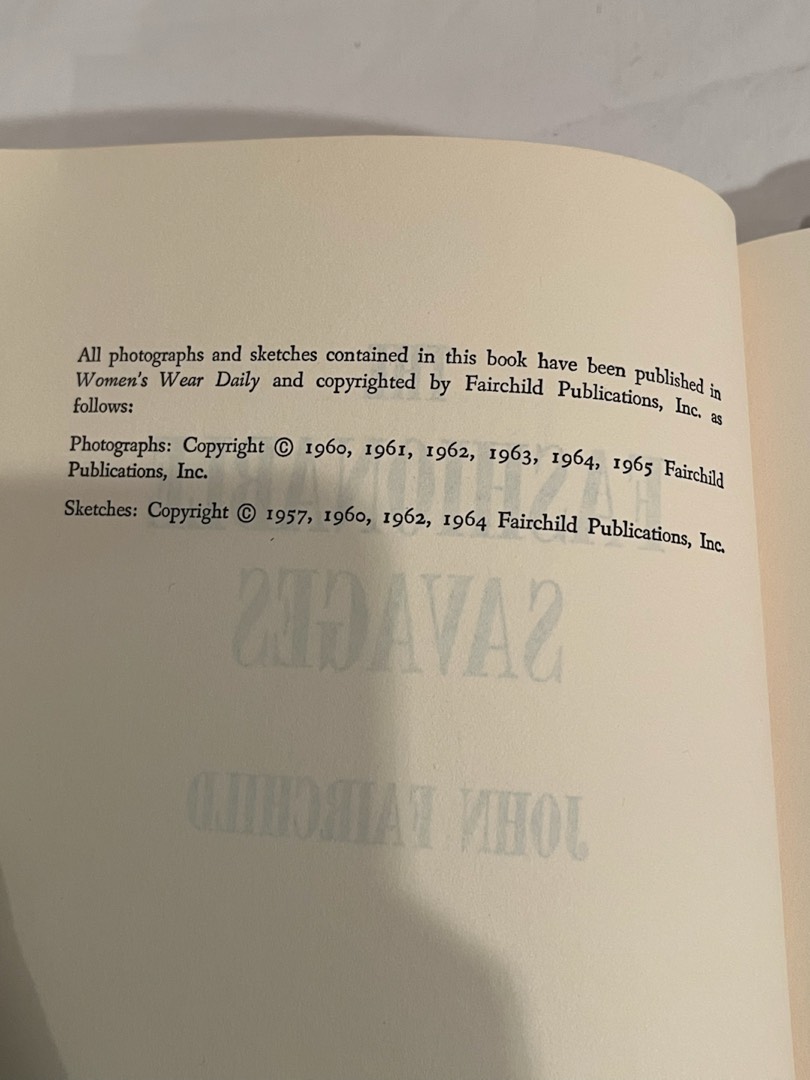 All photographs and sketches contained in this book have been published in
Women's Wear Daily and copyrighted by Fairchild Publications, Inc. as
follows:
Photographs: Copyright © 1960, 1961, 1962, 1963, 1964, 1965 Fairchild
Publications, Inc.
Sketches: Copyright © 1957, 1960, 1962, 1964 Fairchild Publications, Inc.
THE
FASHIONABLE
SAVAGES
JOHN FAIRCHILD